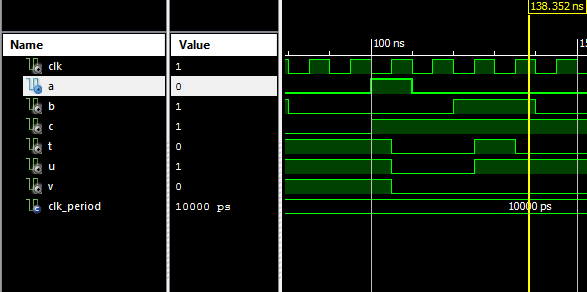 138.352 ns
Name Value
100 ns 15
clk 1
a 0
b 1
c 1
t 0
u 1
v 0
clk_period 10000 ps 10000 ps